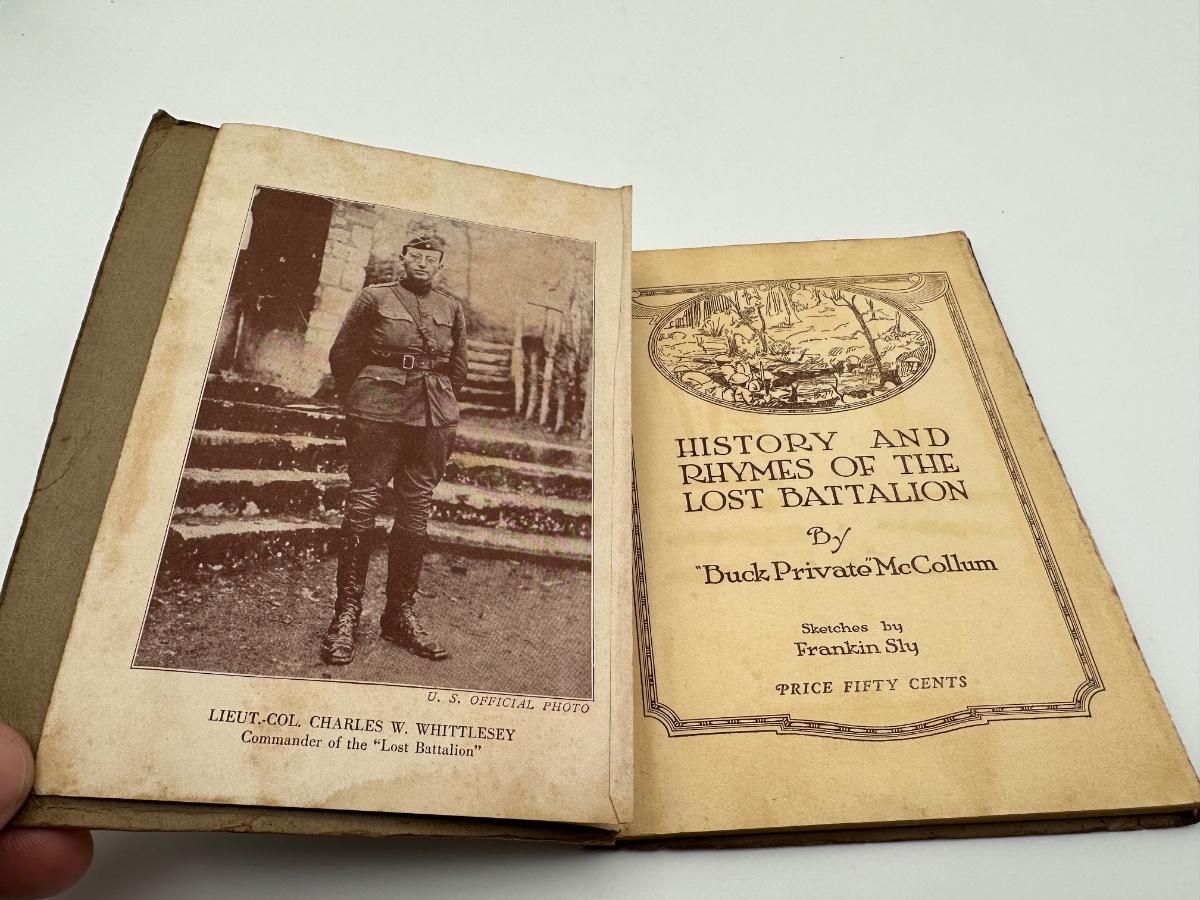 U. S. OFFICIAL PHOTO
LIEUT.-COL. CHARLES W. WHITTLESEY
Commander of the “Lost Battalion”
HISTORY AND
RHYMES OF THE
LOST BATTALION
By
"Buck Private" McCollum
Sketches by
Frankin Sly
PRICE FIFTY CENTS